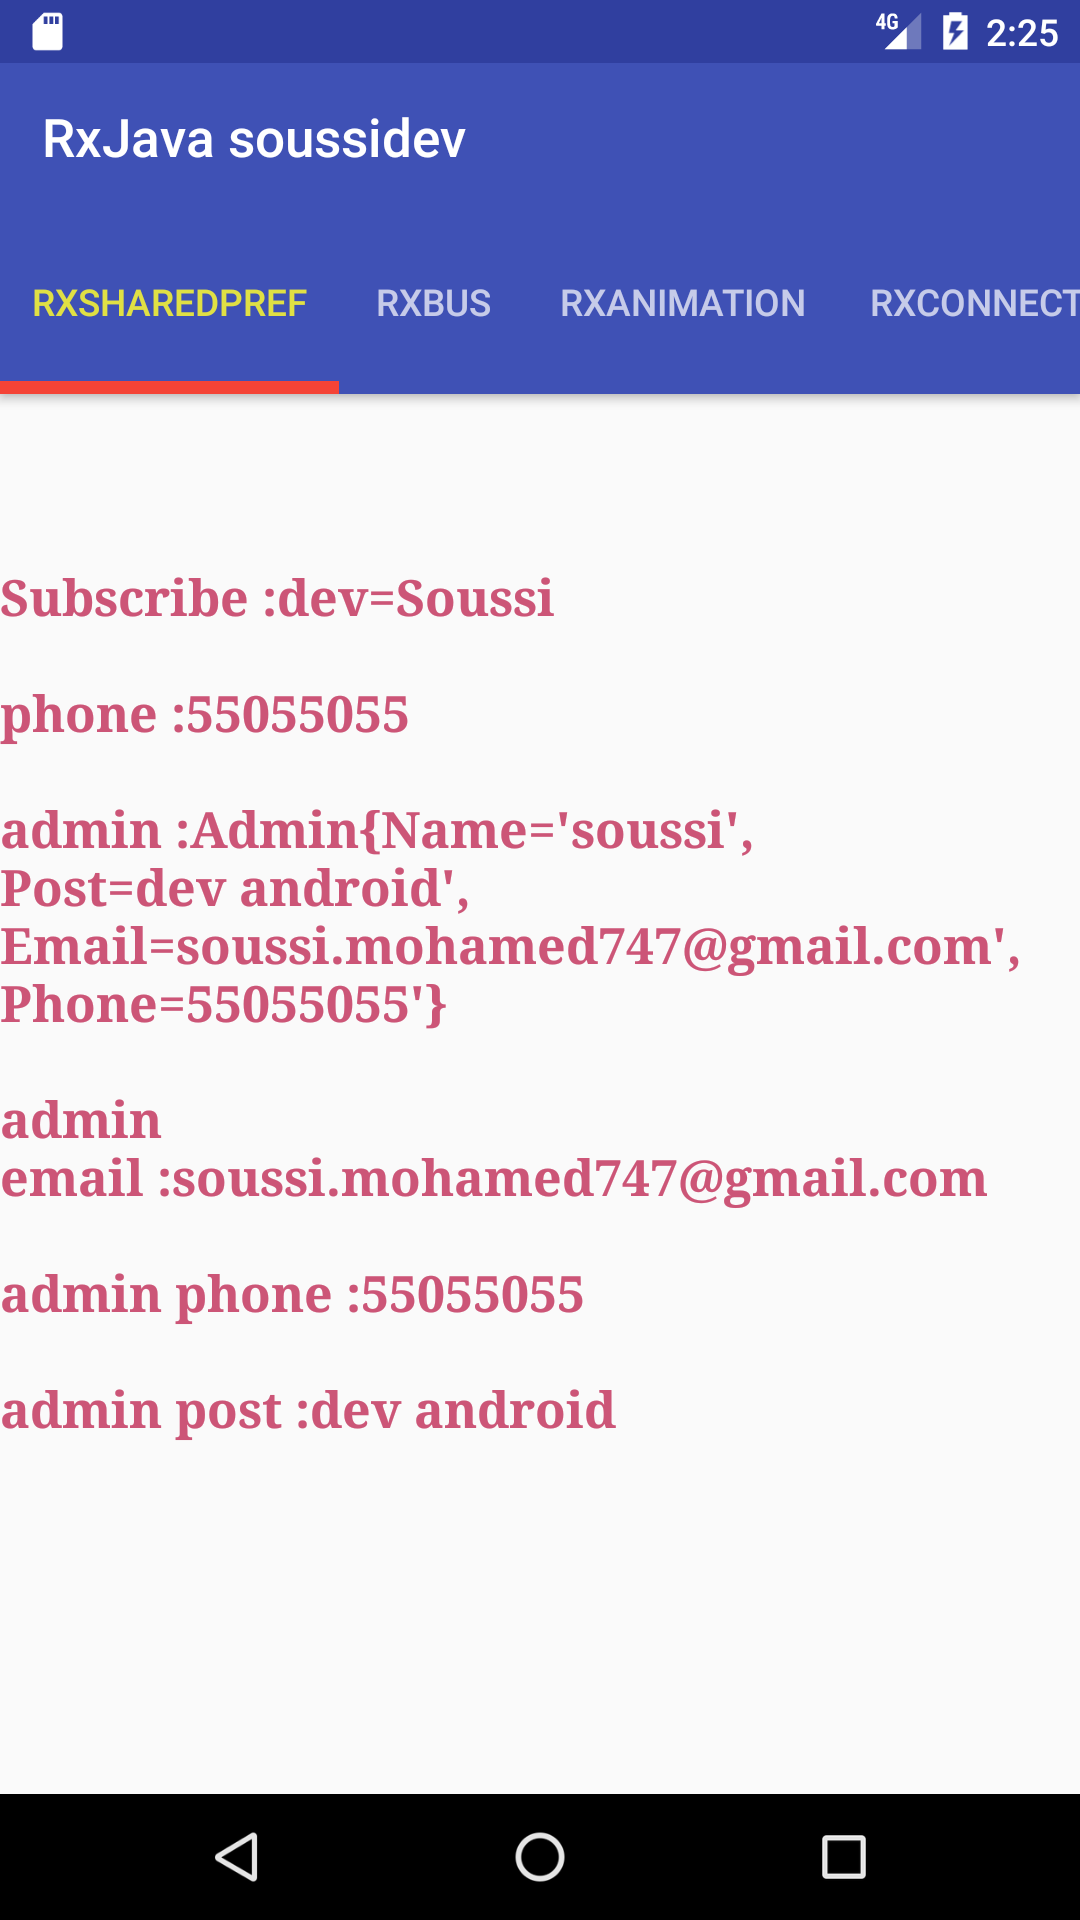 4G 2:25
RxJava soussidev
RXSHAREDPREF RXBUS RXANIMATION RXCONNECT
Subscribe :dev=Soussi
phone :55055055
admin :Admin{Name='soussi',
Post=dev android',
Email=soussi.mohamed747@gmail.com',
Phone=55055055'}
admin
email :soussi.mohamed747@gmail.com
admin phone :55055055
admin post :dev android